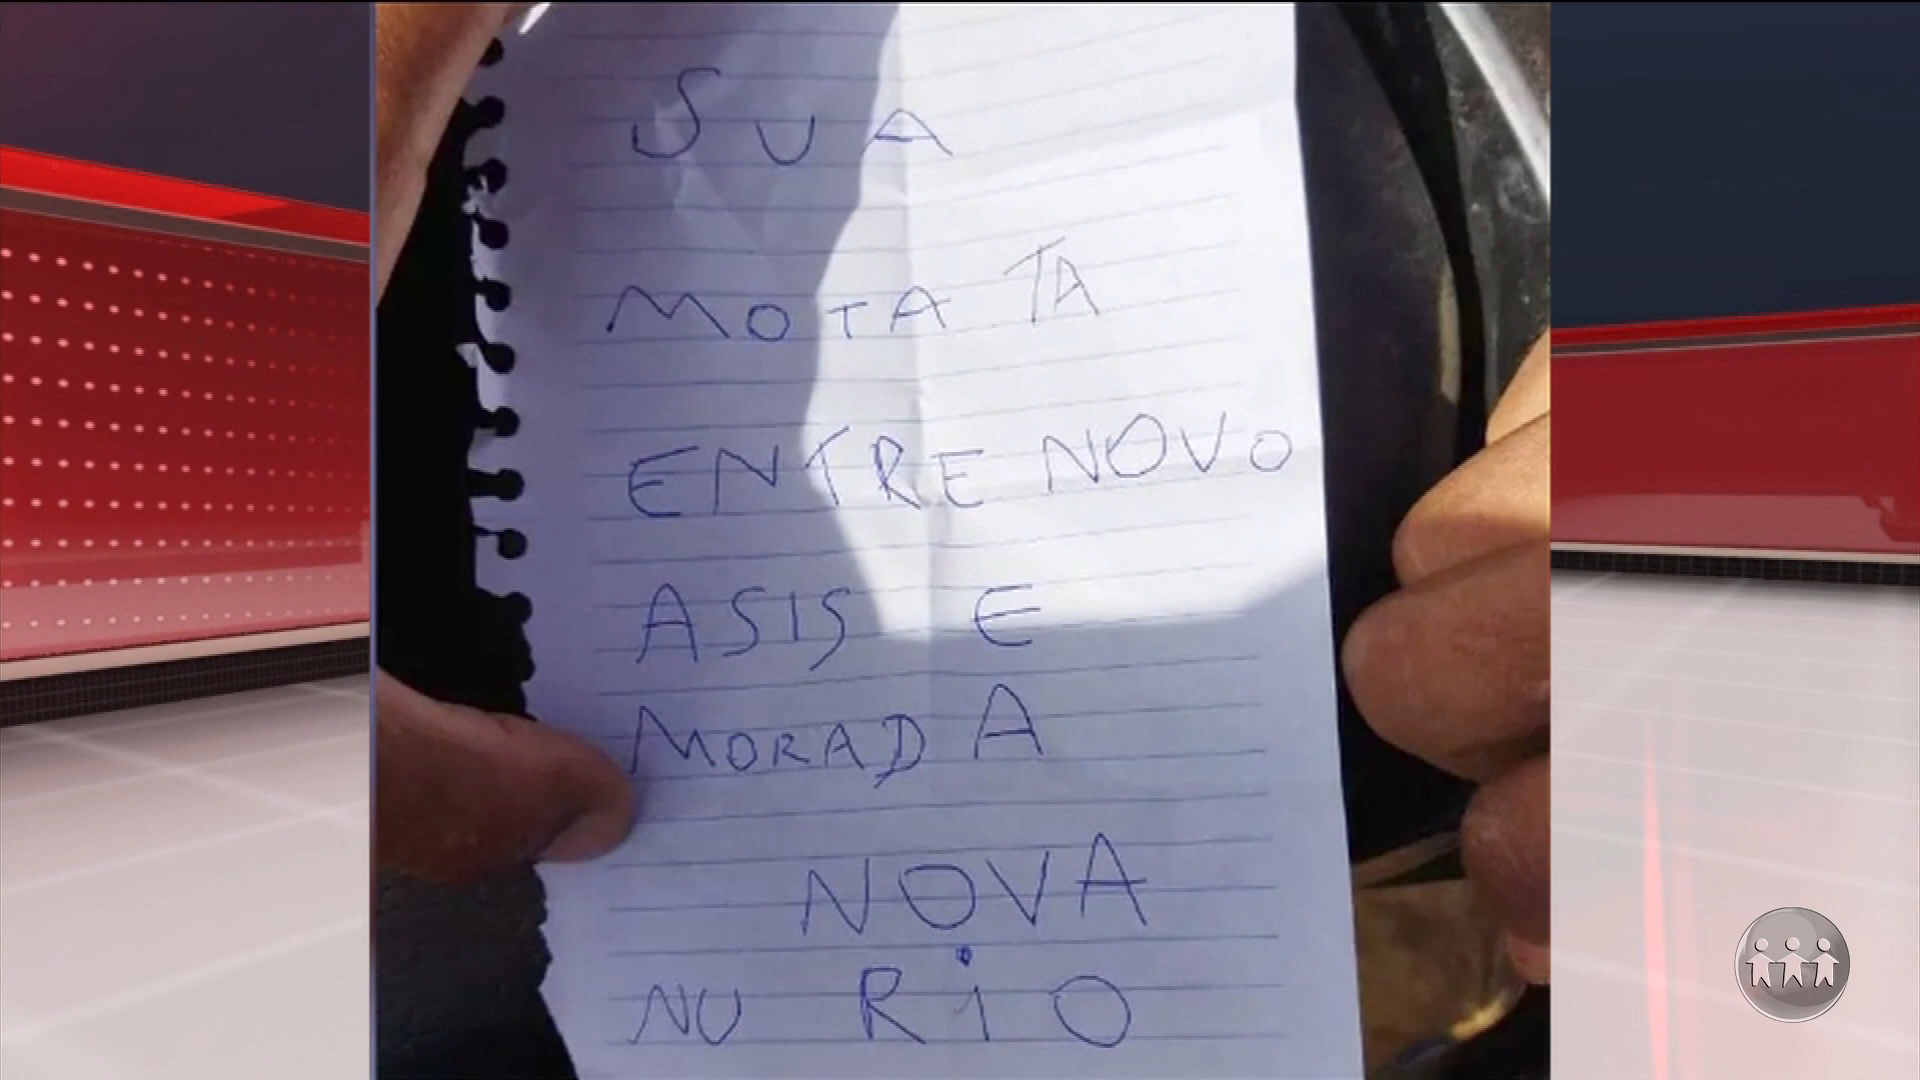 SUA
MOTA TA
ENTRE NOVO
ASIS E
MORADA
NOVA
NU RiO